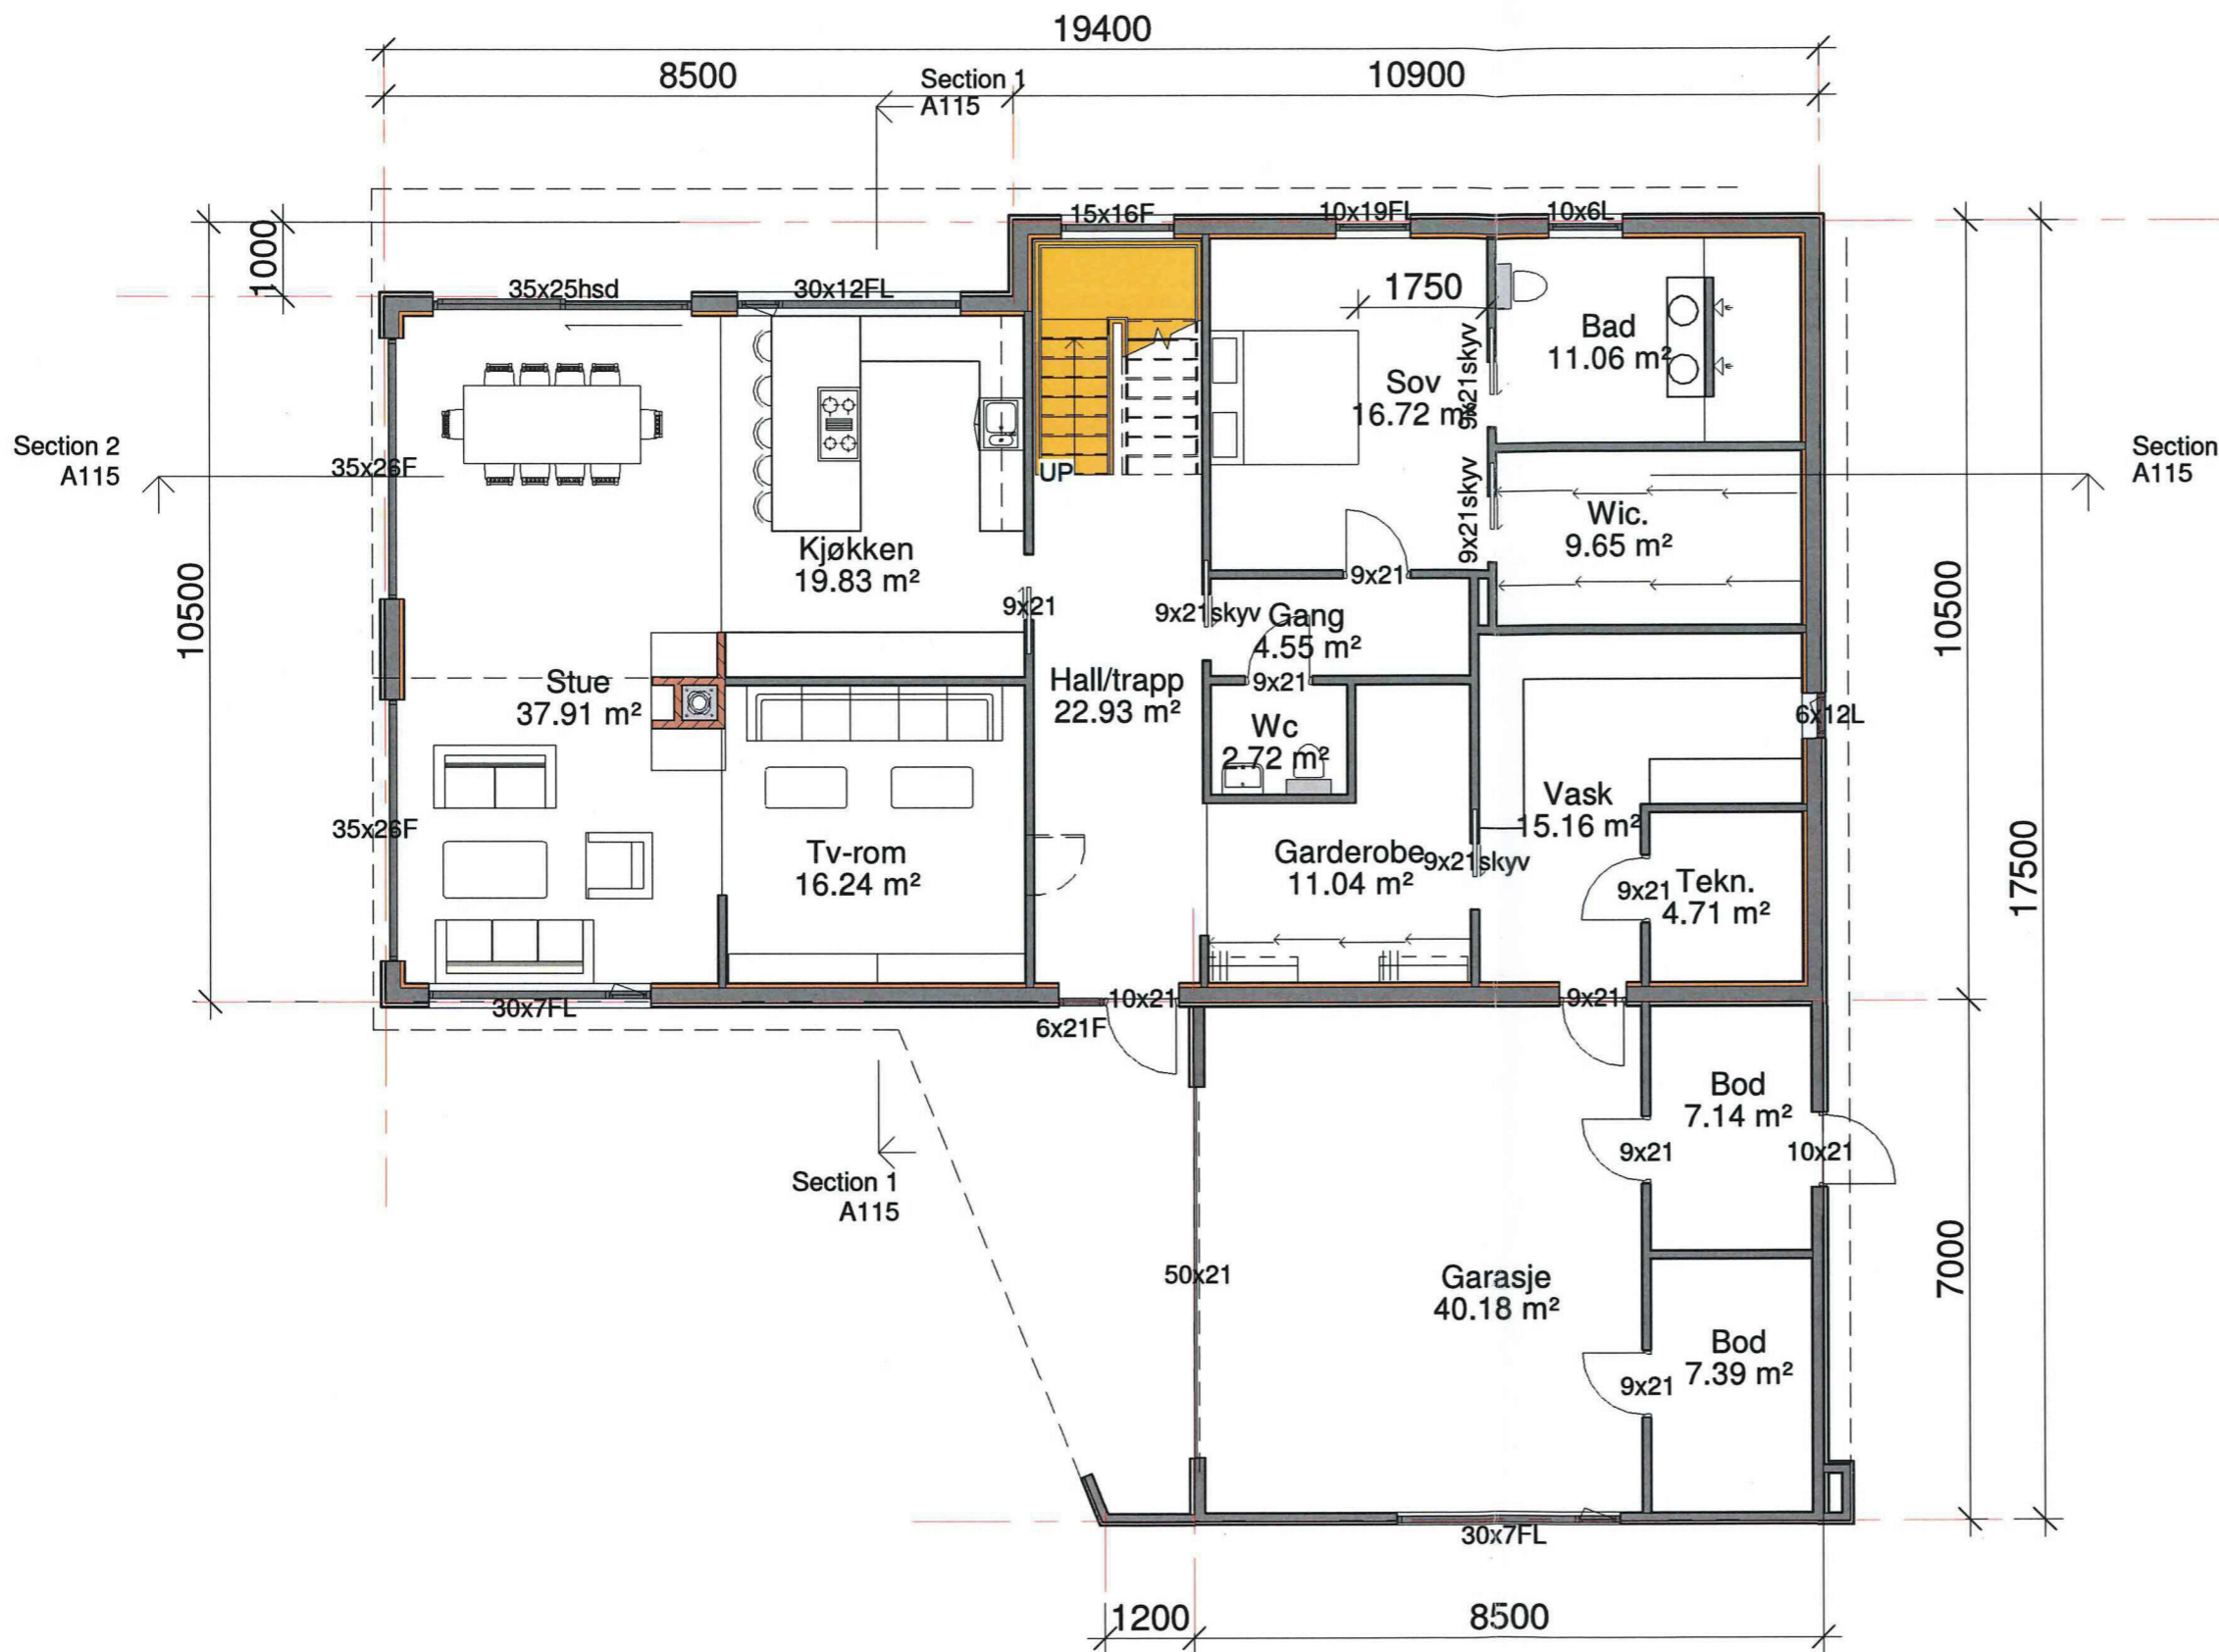 19400
8500
10900
Section 1
A115
1000
15x16F
10x19FL
10x6L
35x25hsd
30x12FL
1750
Bad
11.06 m²
Sov
16.72 m²
9x21skyv
Section 2
A115
35x26F
Section
A115
UP
9x21skyv
Wic.
9.65 m²
Kjøkken
19.83 m²
10500
10500
9x21
9x21
9x21skyv
Gang
4.55 m²
9x21
Stue
37.91 m²
Hall/trapp
22.93 m²
Wc
2.72 m²
6x12L
Vask
15.16 m²
35x26F
Tv-rom
16.24 m²
Garderobe
11.04 m²
9x21skyv
9x21
Tekn.
4.71 m²
17500
30x7FL
6x21F
10x21
9x21
Bod
7.14 m²
9x21
10x21
Section 1
A115
50x21
Garasje
40.18 m²
7000
Bod
7.39 m²
9x21
30x7FL
1200
8500